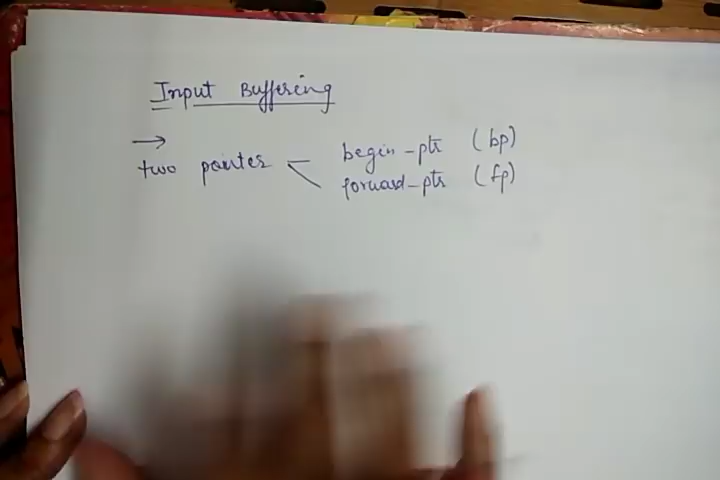 Input Buffering
→
two pointer begin-ptr (bp)
forward-ptr (fp)